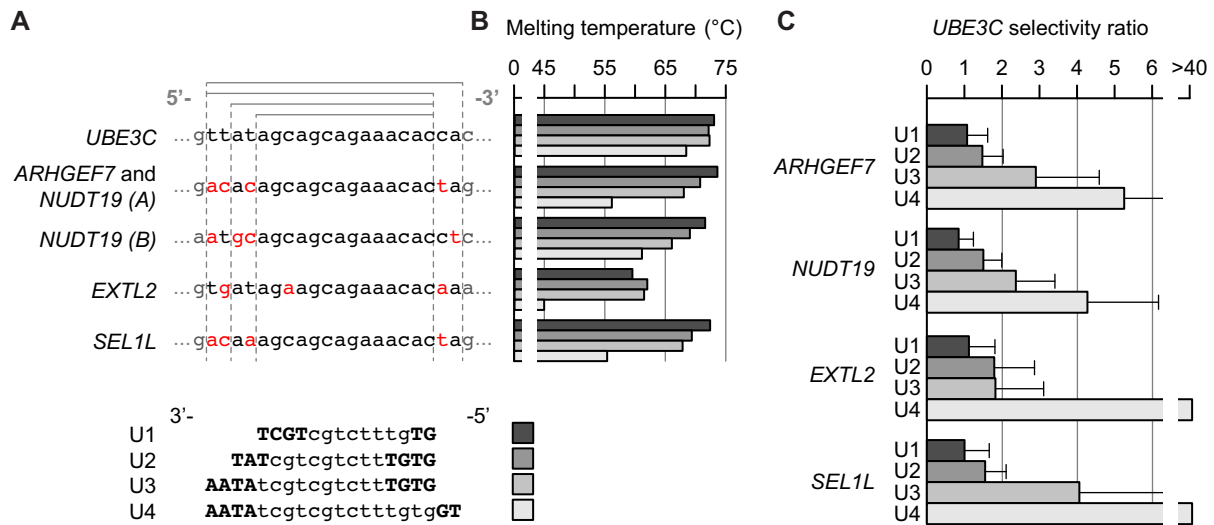 A
B
Melting temperature (°C)
C
UBE3C selectivity ratio
0 45 55 65 75
0 1 2 3 4 5 6 >40
5’- -3’
UBE3C ...gttatagcagcagaaacaccac...
ARHGEF7 and
NUDT19 (A) ...gacacagcagcagaaacactag...
NUDT19 (B) ...aatgcagcagcagaaacacctc...
EXTL2 ...gtgatagaagcagaaacacaaa...
SEL1L ...gacaaagcagcagaaacactag...
3’- -5’
U1 TCGTcgtctttgTG
U2 TATcgtcgtcttTGTG
U3 AATAtcgtcgtcttTGTG
U4 AATAtcgtcgtctttgtgGT
ARHGEF7
U1
U2
U3
U4
NUDT19
U1
U2
U3
U4
EXTL2
U1
U2
U3
U4
SEL1L
U1
U2
U3
U4